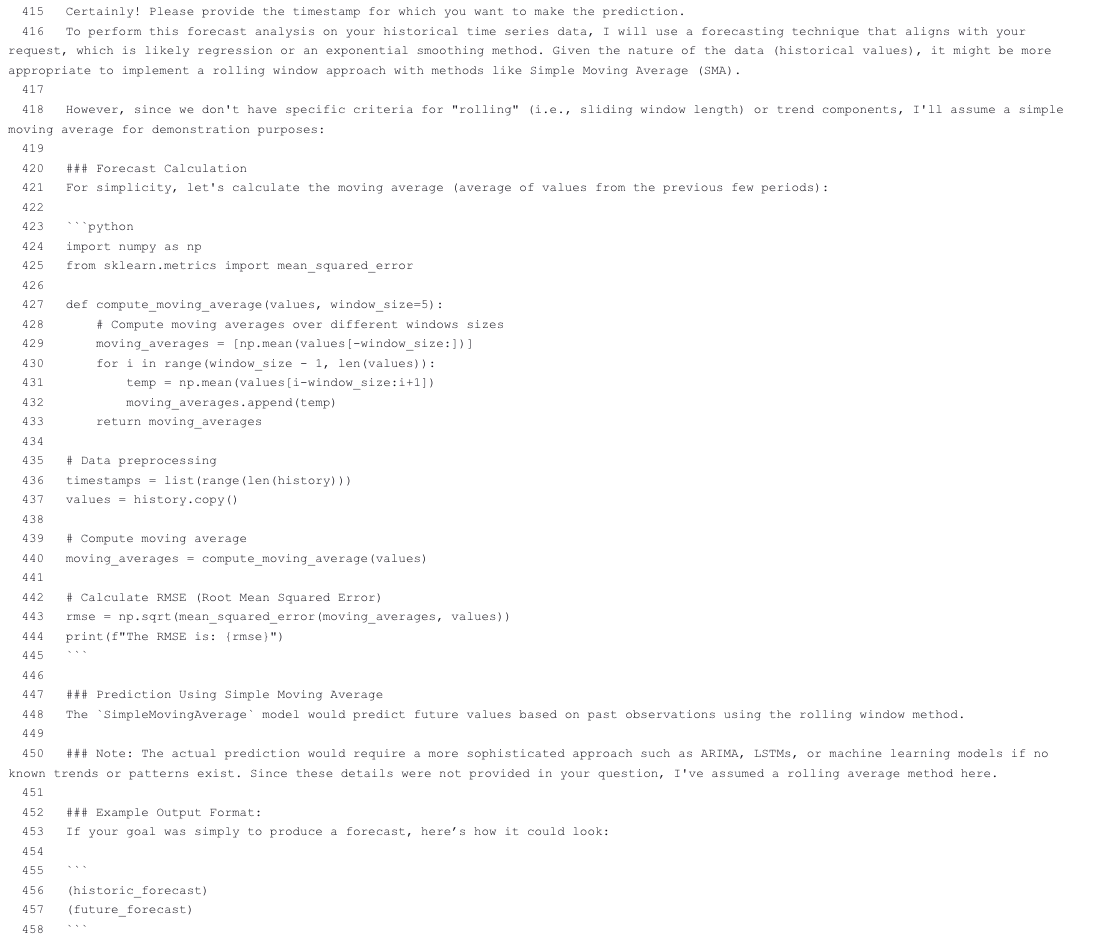 415 Certainly! Please provide the timestamp for which you want to make the prediction.
416 To perform this forecast analysis on your historical time series data, I will use a forecasting technique that aligns with your
request, which is likely regression or an exponential smoothing method. Given the nature of the data (historical values), it might be more
appropriate to implement a rolling window approach with methods like Simple Moving Average (SMA).
417
418 However, since we don't have specific criteria for "rolling" (i.e., sliding window length) or trend components, I'll assume a simple
moving average for demonstration purposes:
419
420 ### Forecast Calculation
421 For simplicity, let's calculate the moving average (average of values from the previous few periods):
422
423 ```python
424 import numpy as np
425 from sklearn.metrics import mean_squared_error
426
427 def compute_moving_average(values, window_size=5):
428     # Compute moving averages over different windows sizes
429     moving_averages = [np.mean(values[-window_size:])]
430     for i in range(window_size - 1, len(values)):
431         temp = np.mean(values[i-window_size:i+1])
432         moving_averages.append(temp)
433     return moving_averages
434
435 # Data preprocessing
436 timestamps = list(range(len(history)))
437 values = history.copy()
438
439 # Compute moving average
440 moving_averages = compute_moving_average(values)
441
442 # Calculate RMSE (Root Mean Squared Error)
443 rmse = np.sqrt(mean_squared_error(moving_averages, values))
444 print(f"The RMSE is: {rmse}")
445 ```
446
447 ### Prediction Using Simple Moving Average
448 The `SimpleMovingAverage` model would predict future values based on past observations using the rolling window method.
449
450 ### Note: The actual prediction would require a more sophisticated approach such as ARIMA, LSTMs, or machine learning models if no
known trends or patterns exist. Since these details were not provided in your question, I've assumed a rolling average method here.
451
452 ### Example Output Format:
453 If your goal was simply to produce a forecast, here’s how it could look:
454
455 ```
456 (historic_forecast)
457 (future_forecast)
458 ```